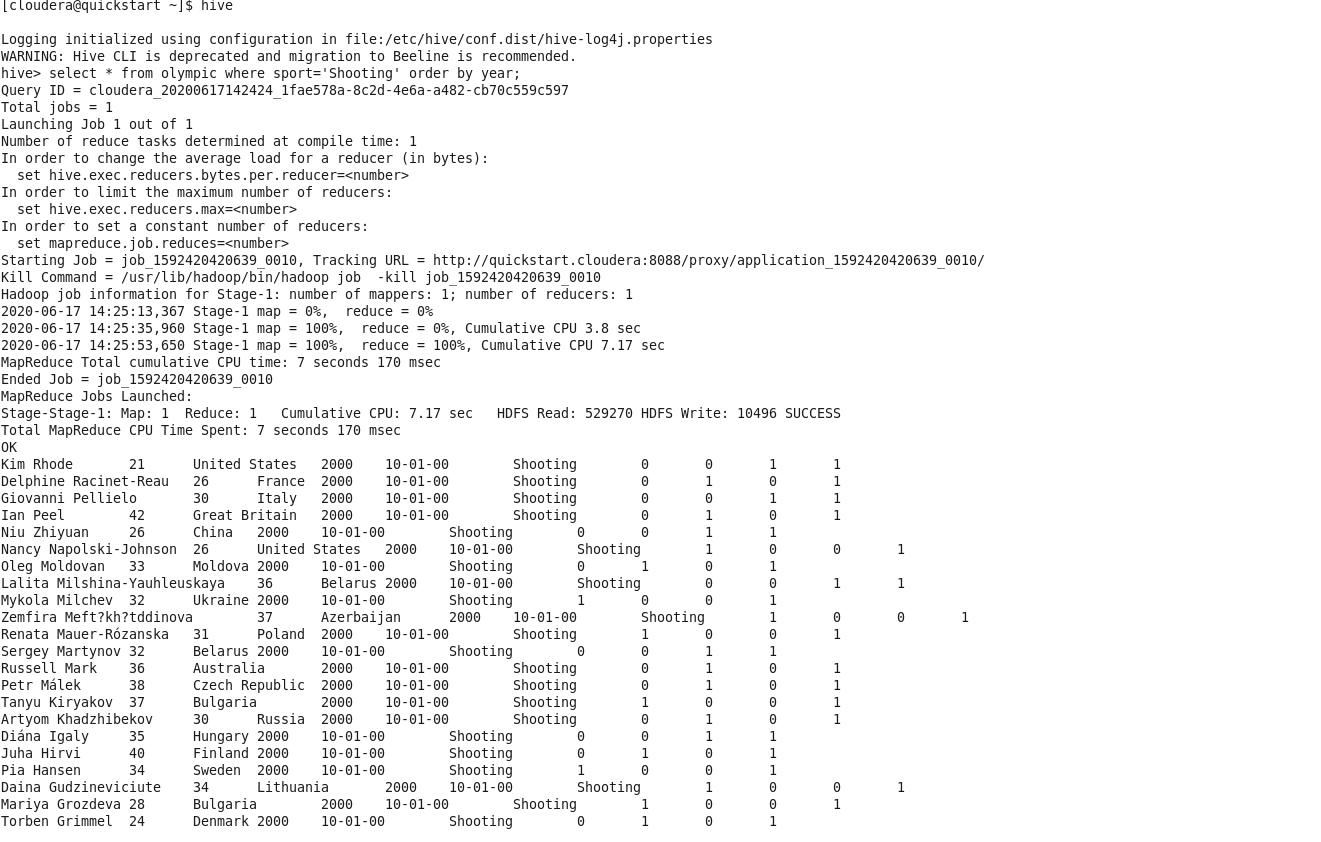 [cloudera@quickstart ~]$ hive
Logging initialized using configuration in file:/etc/hive/conf.dist/hive-log4j.properties
WARNING: Hive CLI is deprecated and migration to Beeline is recommended.
hive> select * from olympic where sport='Shooting' order by year;
Query ID = cloudera_20200617142424_1fae578a-8c2d-4e6a-a482-cb70c559c597
Total jobs = 1
Launching Job 1 out of 1
Number of reduce tasks determined at compile time: 1
In order to change the average load for a reducer (in bytes):
  set hive.exec.reducers.bytes.per.reducer=<number>
In order to limit the maximum number of reducers:
  set hive.exec.reducers.max=<number>
In order to set a constant number of reducers:
  set mapreduce.job.reduces=<number>
Starting Job = job_1592420420639_0010, Tracking URL = http://quickstart.cloudera:8088/proxy/application_1592420420639_0010/
Kill Command = /usr/lib/hadoop/bin/hadoop job  -kill job_1592420420639_0010
Hadoop job information for Stage-1: number of mappers: 1; number of reducers: 1
2020-06-17 14:25:13,367 Stage-1 map = 0%,  reduce = 0%
2020-06-17 14:25:35,960 Stage-1 map = 100%,  reduce = 0%, Cumulative CPU 3.8 sec
2020-06-17 14:25:53,650 Stage-1 map = 100%,  reduce = 100%, Cumulative CPU 7.17 sec
MapReduce Total cumulative CPU time: 7 seconds 170 msec
Ended Job = job_1592420420639_0010
MapReduce Jobs Launched:
Stage-Stage-1: Map: 1  Reduce: 1   Cumulative CPU: 7.17 sec   HDFS Read: 529270 HDFS Write: 10496 SUCCESS
Total MapReduce CPU Time Spent: 7 seconds 170 msec
OK
Kim Rhode 21 United States 2000 10-01-00 Shooting 0 0 1 1
Delphine Racinet-Reau 26 France 2000 10-01-00 Shooting 0 1 0 1
Giovanni Pellielo 30 Italy 2000 10-01-00 Shooting 0 0 1 1
Ian Peel 42 Great Britain 2000 10-01-00 Shooting 0 1 0 1
Niu Zhiyuan 26 China 2000 10-01-00 Shooting 0 0 1 1
Nancy Napolski-Johnson 26 United States 2000 10-01-00 Shooting 1 0 0 1
Oleg Moldovan 33 Moldova 2000 10-01-00 Shooting 0 1 0 1
Lalita Milshina-Yauhleuskaya 36 Belarus 2000 10-01-00 Shooting 0 0 1 1
Mykola Milchev 32 Ukraine 2000 10-01-00 Shooting 1 0 0 1
Zemfira Meft?kh?tddinova 37 Azerbaijan 2000 10-01-00 Shooting 1 0 0 1
Renata Mauer-Rózanska 31 Poland 2000 10-01-00 Shooting 1 0 0 1
Sergey Martynov 32 Belarus 2000 10-01-00 Shooting 0 0 1 1
Russell Mark 36 Australia 2000 10-01-00 Shooting 0 1 0 1
Petr Málek 38 Czech Republic 2000 10-01-00 Shooting 0 1 0 1
Tanyu Kiryakov 37 Bulgaria 2000 10-01-00 Shooting 1 0 0 1
Artyom Khadzhibekov 30 Russia 2000 10-01-00 Shooting 0 1 0 1
Diána Igaly 35 Hungary 2000 10-01-00 Shooting 0 0 1 1
Juha Hirvi 40 Finland 2000 10-01-00 Shooting 0 1 0 1
Pia Hansen 34 Sweden 2000 10-01-00 Shooting 1 0 0 1
Daina Gudzineviciute 34 Lithuania 2000 10-01-00 Shooting 1 0 0 1
Mariya Grozdeva 28 Bulgaria 2000 10-01-00 Shooting 1 0 0 1
Torben Grimmel 24 Denmark 2000 10-01-00 Shooting 0 1 0 1